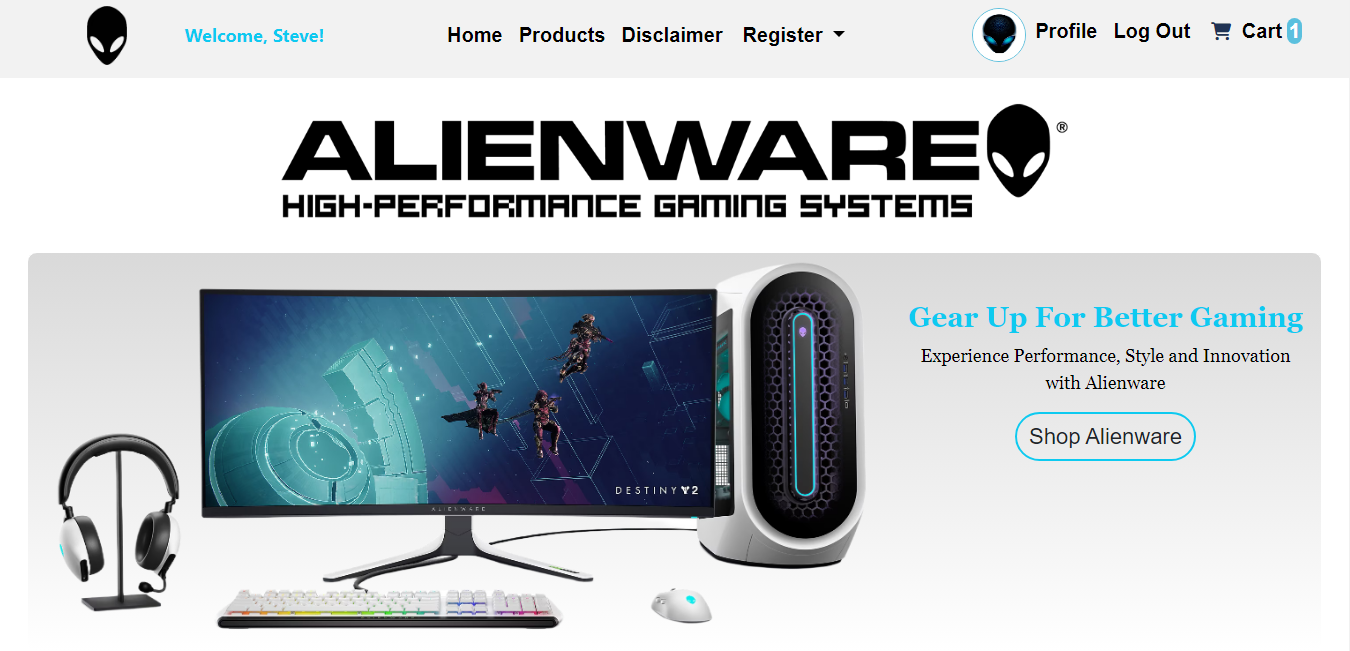 Welcome, Steve!
Home Products Disclaimer Register
Profile Log Out Cart 1
ALIENWARE®
HIGH-PERFORMANCE GAMING SYSTEMS
DESTINY 2
ALIENWARE
Gear Up For Better Gaming
Experience Performance, Style and Innovation
with Alienware
Shop Alienware